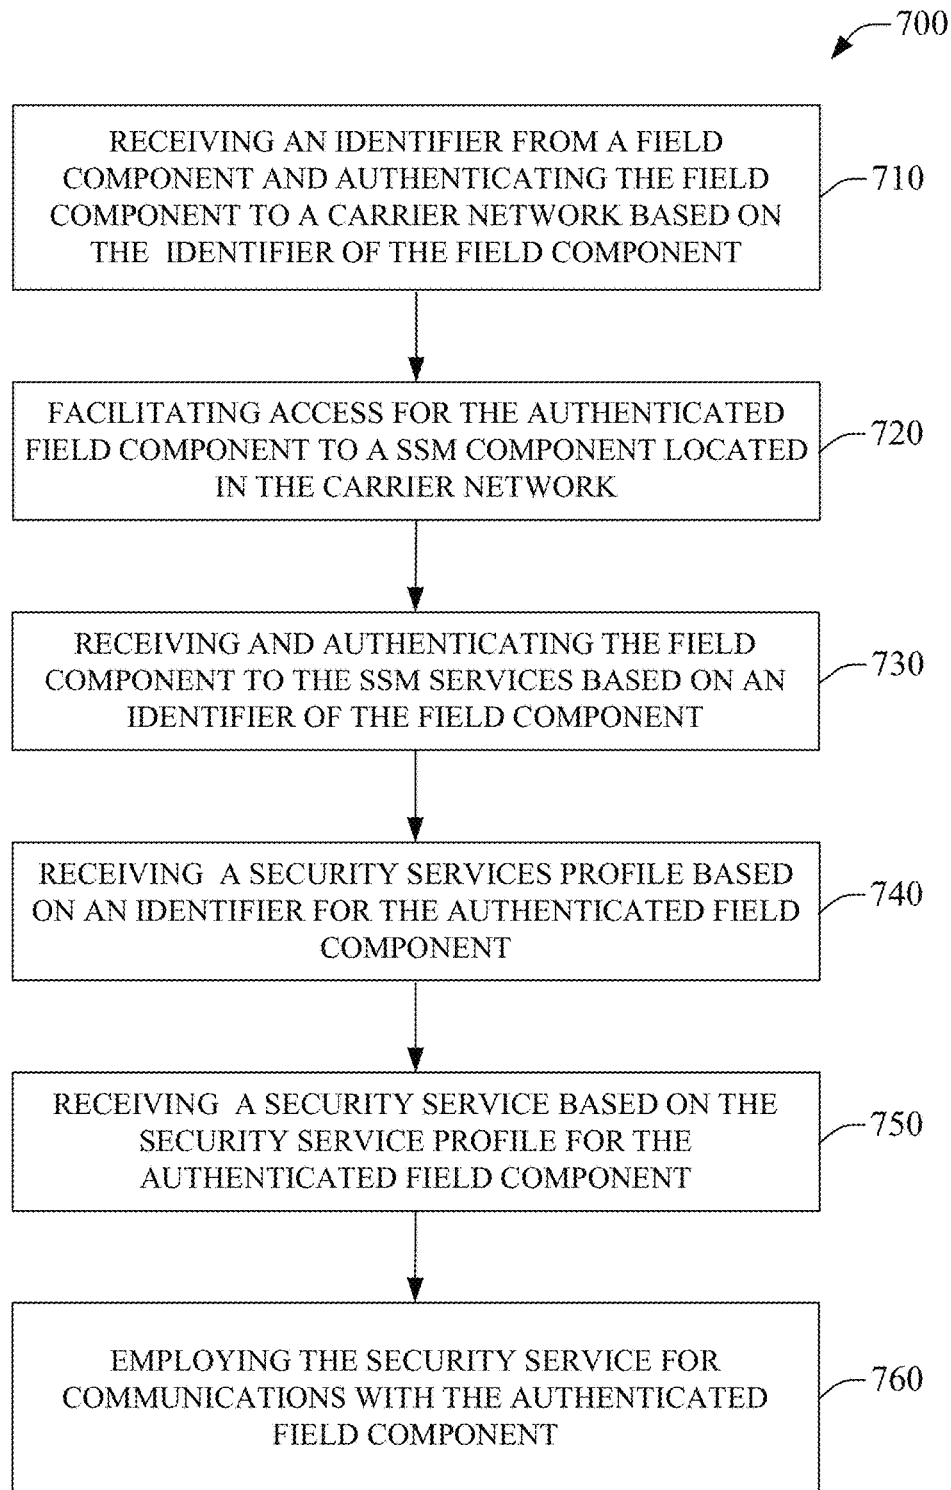 700
RECEIVING AN IDENTIFIER FROM A FIELD
COMPONENT AND AUTHENTICATING THE FIELD
COMPONENT TO A CARRIER NETWORK BASED ON
THE IDENTIFIER OF THE FIELD COMPONENT
710
FACILITATING ACCESS FOR THE AUTHENTICATED
FIELD COMPONENT TO A SSM COMPONENT LOCATED
IN THE CARRIER NETWORK
720
RECEIVING AND AUTHENTICATING THE FIELD
COMPONENT TO THE SSM SERVICES BASED ON AN
IDENTIFIER OF THE FIELD COMPONENT
730
RECEIVING A SECURITY SERVICES PROFILE BASED
ON AN IDENTIFIER FOR THE AUTHENTICATED FIELD
COMPONENT
740
RECEIVING A SECURITY SERVICE BASED ON THE
SECURITY SERVICE PROFILE FOR THE
AUTHENTICATED FIELD COMPONENT
750
EMPLOYING THE SECURITY SERVICE FOR
COMMUNICATIONS WITH THE AUTHENTICATED
FIELD COMPONENT
760